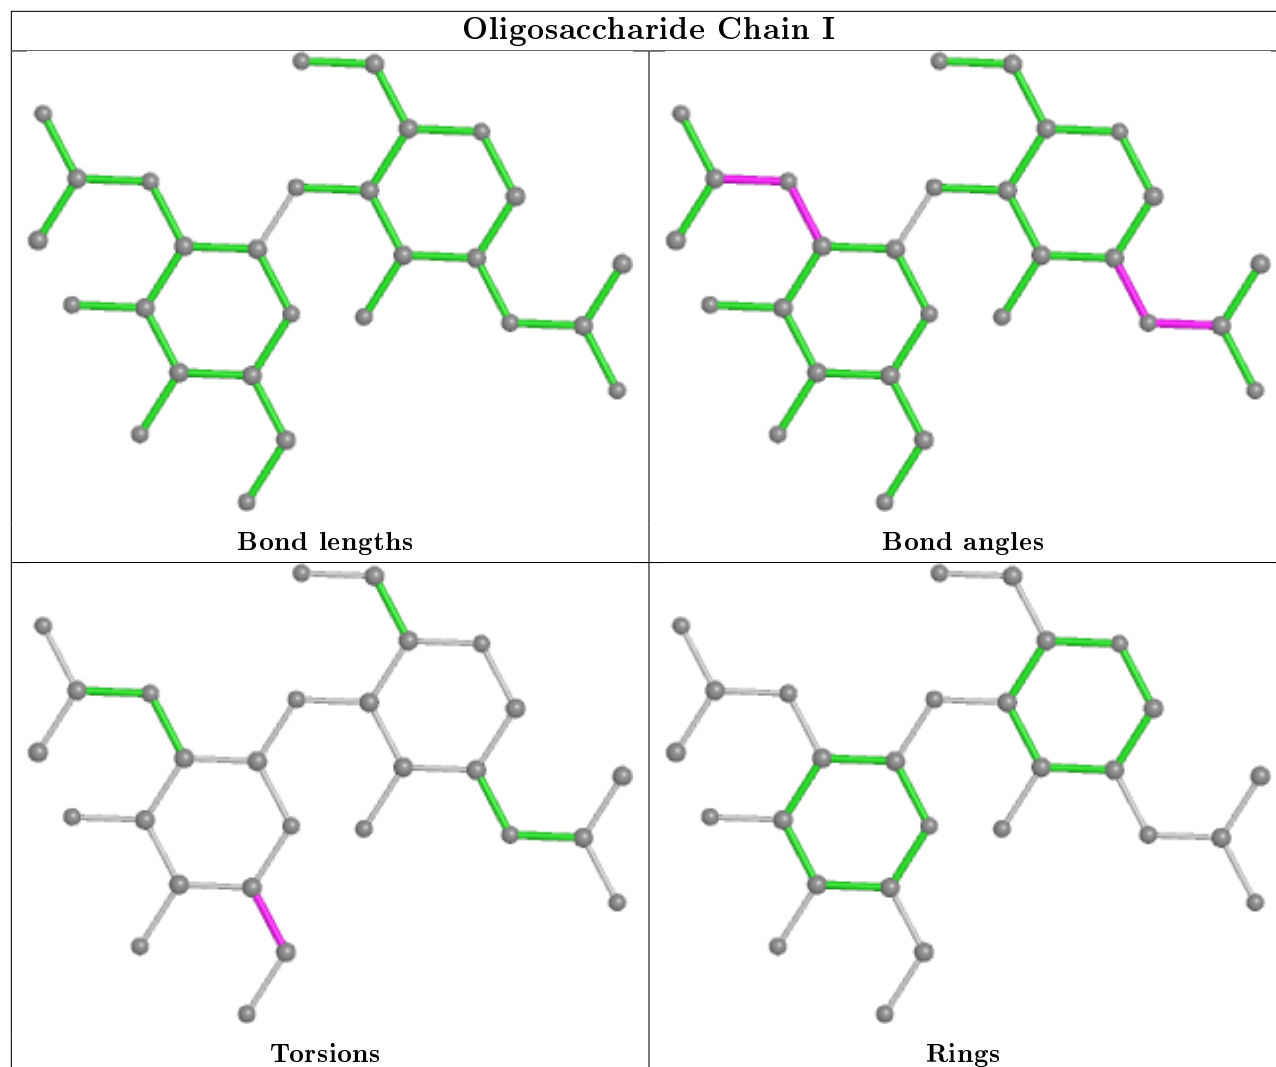 Oligosaccharide Chain I
Bond lengths
Bond angles
Torsions
Rings